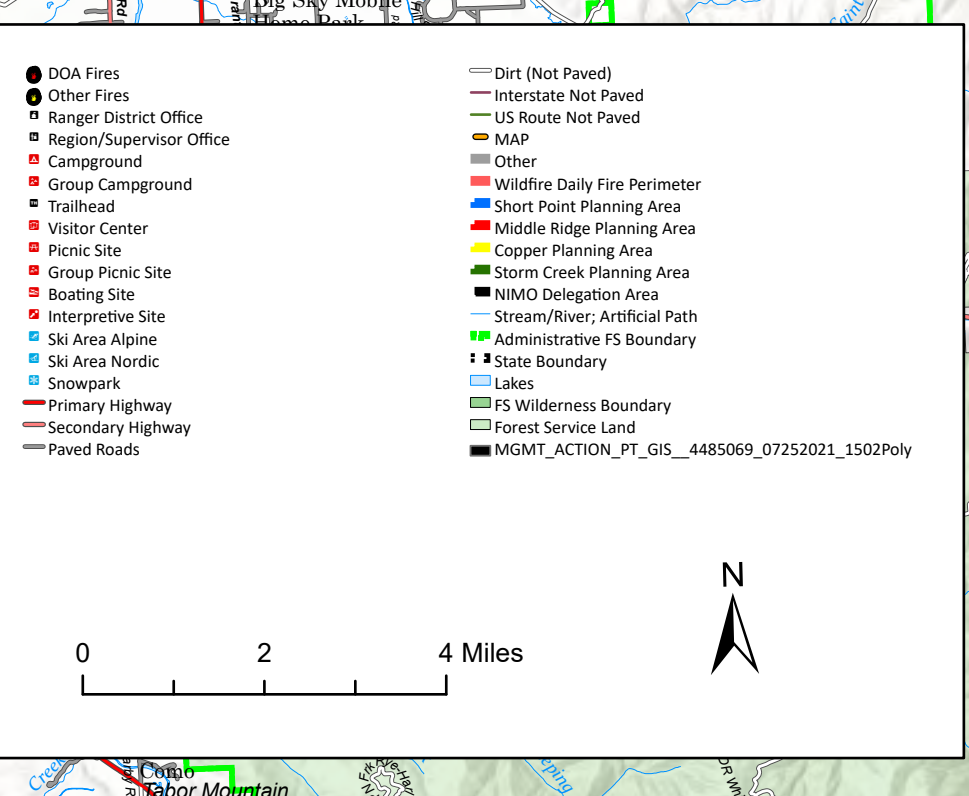 Rd
Big Sky Mobile
Home Park
Saint
DOA Fires
Other Fires
Ranger District Office
Region/Supervisor Office
Campground
Group Campground
Trailhead
Visitor Center
Picnic Site
Group Picnic Site
Boating Site
Interpretive Site
Ski Area Alpine
Ski Area Nordic
Snowpark
Primary Highway
Secondary Highway
Paved Roads
Dirt (Not Paved)
Interstate Not Paved
US Route Not Paved
MAP
Other
Wildfire Daily Fire Perimeter
Short Point Planning Area
Middle Ridge Planning Area
Copper Planning Area
Storm Creek Planning Area
NIMO Delegation Area
Stream/River; Artificial Path
Administrative FS Boundary
State Boundary
Lakes
FS Wilderness Boundary
Forest Service Land
MGMT_ACTION_PT_GIS__4485069_07252021_1502Poly
N
0 2 4 Miles
Creek
Como
Tabor Mountain
eping